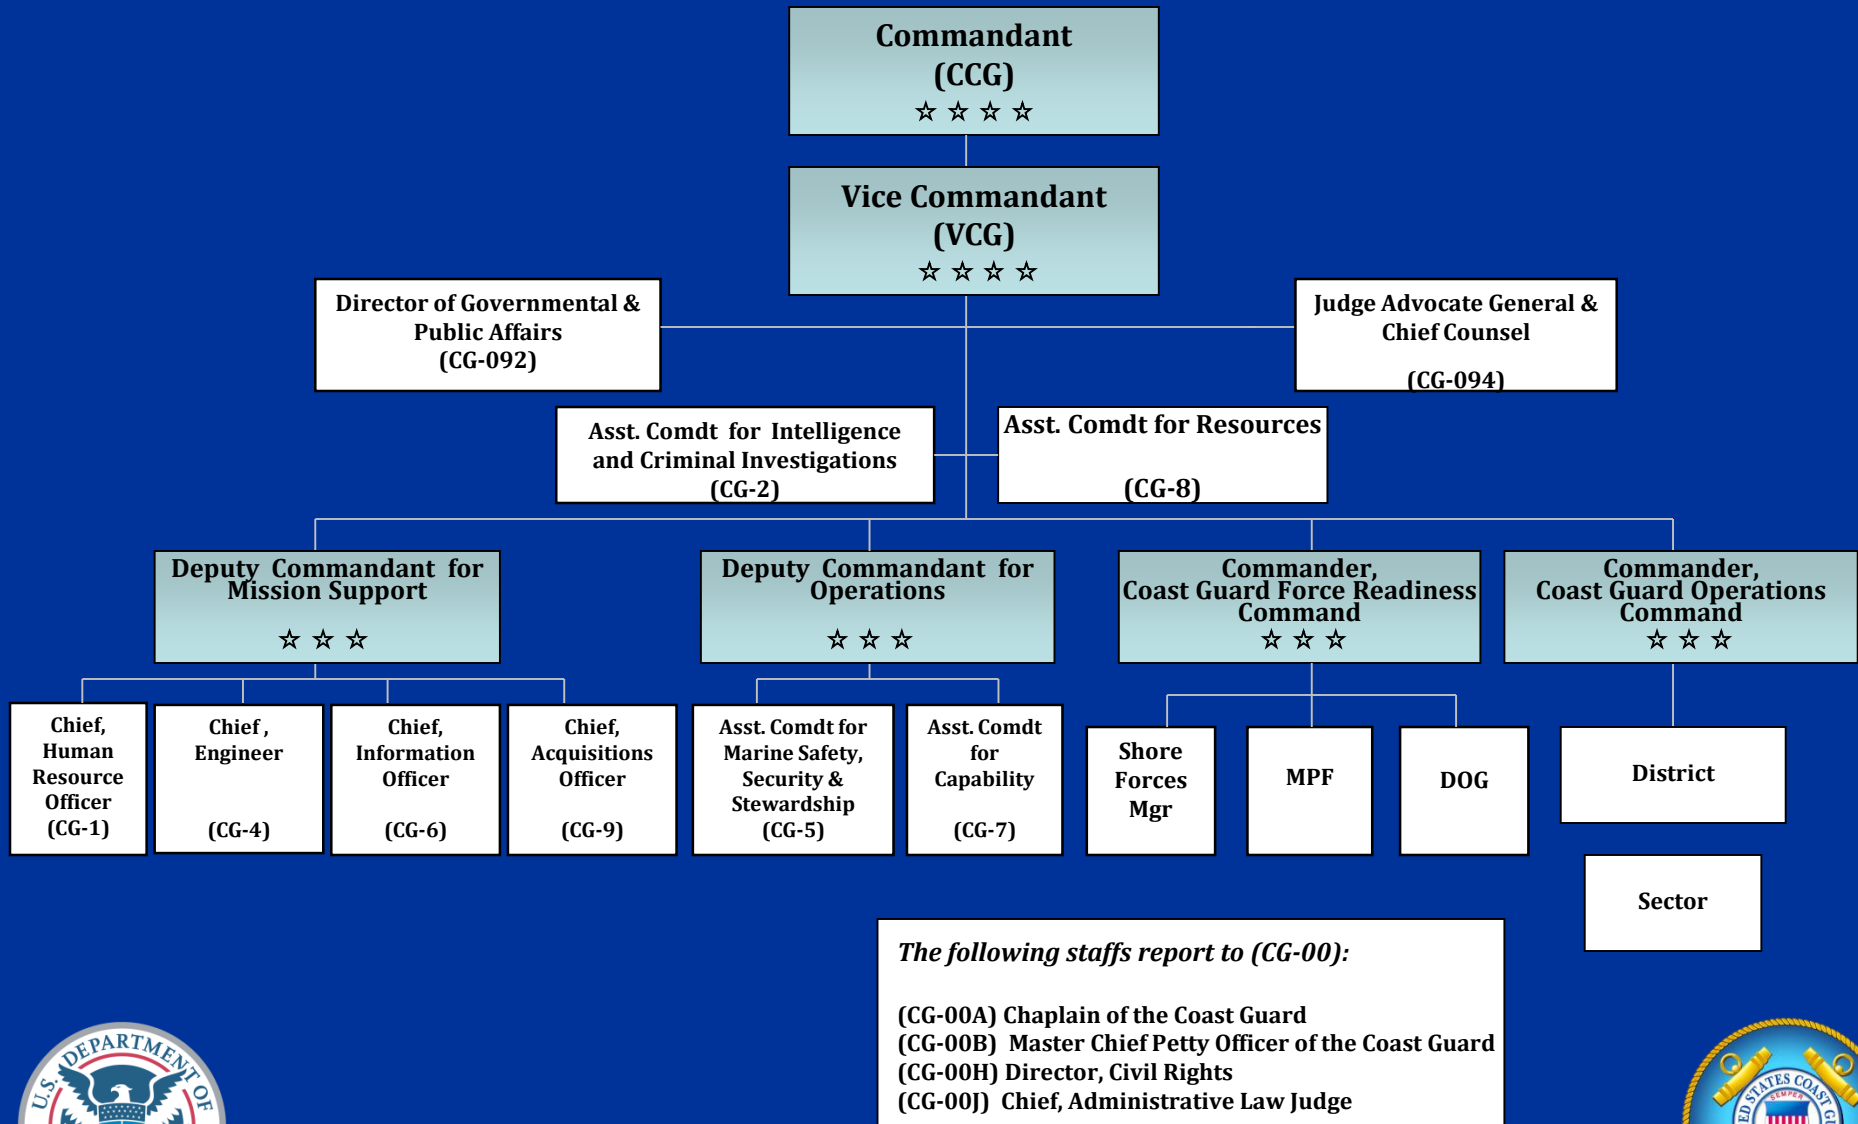 Commandant
(CCG)
☆ ☆ ☆ ☆
Vice Commandant
(VCG)
☆ ☆ ☆ ☆
Director of Governmental &
Public Affairs
(CG-092)
Judge Advocate General &
Chief Counsel
(CG-094)
Asst. Comdt for Intelligence
and Criminal Investigations
(CG-2)
Asst. Comdt for Resources
(CG-8)
Deputy Commandant for
Mission Support
☆ ☆ ☆
Deputy Commandant for
Operations
☆ ☆ ☆
Commander,
Coast Guard Force Readiness
Command
☆ ☆ ☆
Commander,
Coast Guard Operations
Command
☆ ☆ ☆
Chief,
Human
Resource
Officer
(CG-1)
Chief ,
Engineer
(CG-4)
Chief,
Information
Officer
(CG-6)
Chief,
Acquisitions
Officer
(CG-9)
Asst. Comdt for
Marine Safety,
Security &
Stewardship
(CG-5)
Asst. Comdt
for
Capability
(CG-7)
Shore
Forces
Mgr
MPF
DOG
District
Sector
The following staffs report to (CG-00):
(CG-00A) Chaplain of the Coast Guard
(CG-00B) Master Chief Petty Officer of the Coast Guard
(CG-00H) Director, Civil Rights
(CG-00J) Chief, Administrative Law Judge
U.S. DEPARTMENT OF
STATES COAST
SEMPER